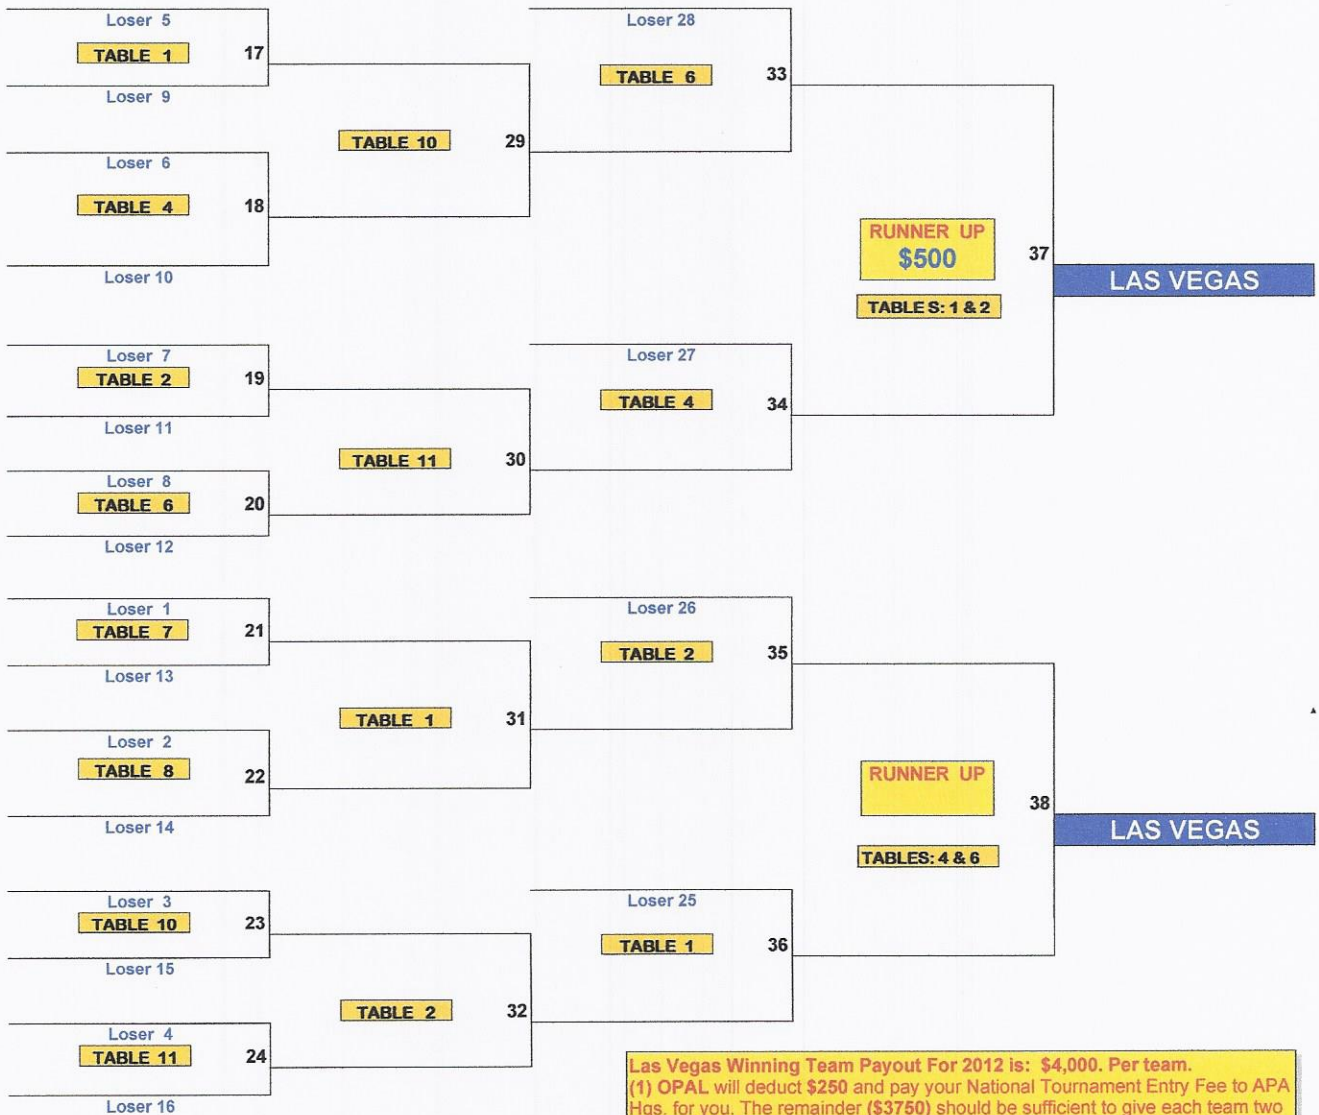 Loser 5
TABLE 1
17
Loser 9
Loser 6
TABLE 4
18
Loser 10
Loser 7
TABLE 2
19
Loser 11
Loser 8
TABLE 6
20
Loser 12
Loser 1
TABLE 7
21
Loser 13
Loser 2
TABLE 8
22
Loser 14
Loser 3
TABLE 10
23
Loser 15
Loser 4
TABLE 11
24
Loser 16
TABLE 10
29
TABLE 11
30
TABLE 1
31
TABLE 2
32
Loser 28
TABLE 6
33
Loser 27
TABLE 4
34
Loser 26
TABLE 2
35
Loser 25
TABLE 1
36
RUNNER UP
$500
37
TABLES: 1 & 2
LAS VEGAS
RUNNER UP
38
TABLES: 4 & 6
LAS VEGAS
Las Vegas Winning Team Payout For 2012 is: $4,000. Per team.
(1) OPAL will deduct $250 and pay your National Tournament Entry Fee to APA
Hqs. for you. The remainder ($3750) should be sufficient to give each team two